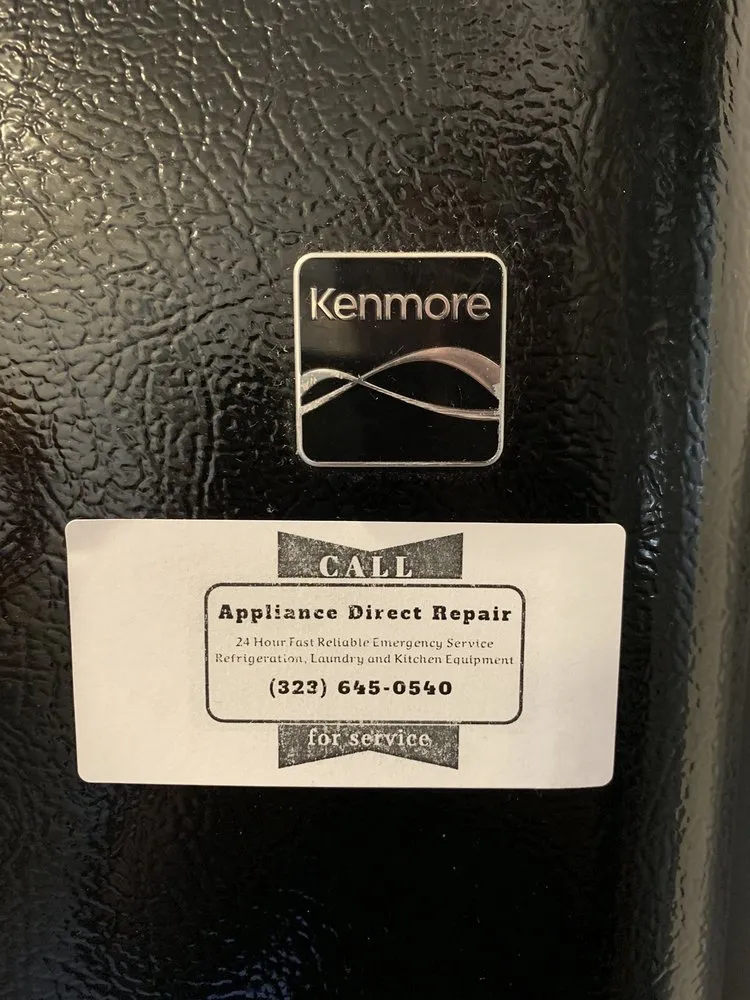 Kenmore
CALL
Appliance Direct Repair
24 Hour Fast Reliable Emergency Service
Refrigeration, Laundry and Kitchen Equipment
(323) 645-0540
for service